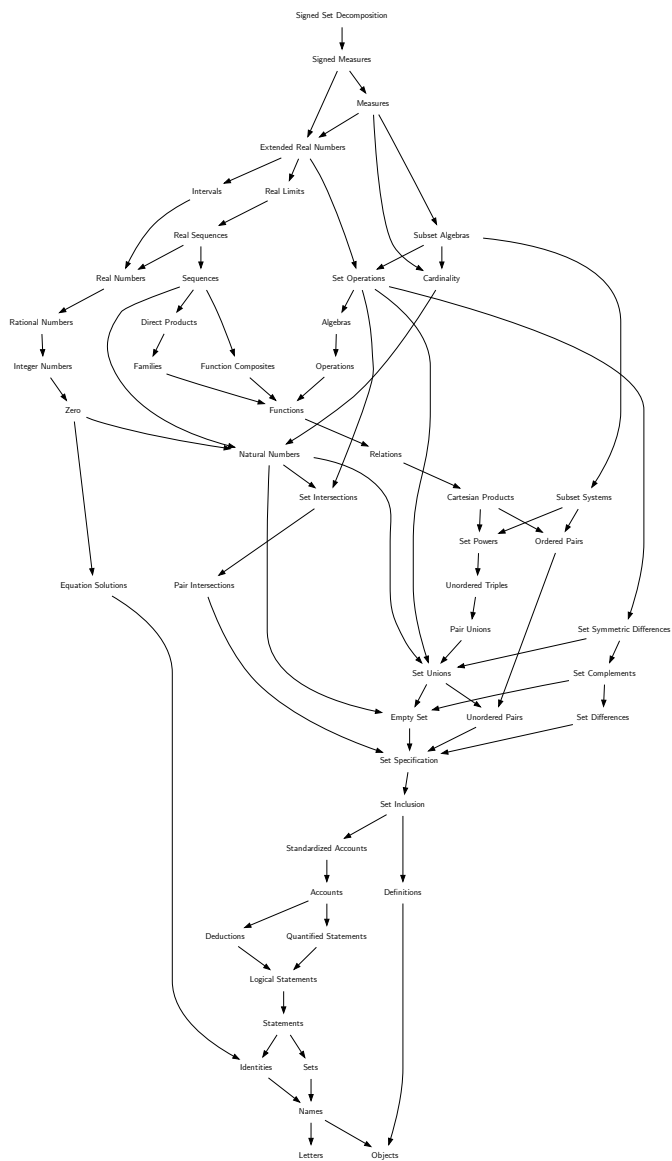 Signed Set Decomposition
Signed Measures
Measures
Extended Real Numbers
Intervals
Real Limits
Real Sequences
Subset Algebras
Real Numbers
Sequences
Set Operations
Cardinality
Rational Numbers
Direct Products
Algebras
Integer Numbers
Families
Function Composites
Operations
Zero
Functions
Natural Numbers
Relations
Set Intersections
Cartesian Products
Subset Systems
Set Powers
Ordered Pairs
Equation Solutions
Pair Intersections
Unordered Triples
Pair Unions
Set Symmetric Differences
Set Unions
Set Complements
Empty Set
Unordered Pairs
Set Differences
Set Specification
Set Inclusion
Standardized Accounts
Accounts
Definitions
Deductions
Quantified Statements
Logical Statements
Statements
Identities
Sets
Names
Letters
Objects